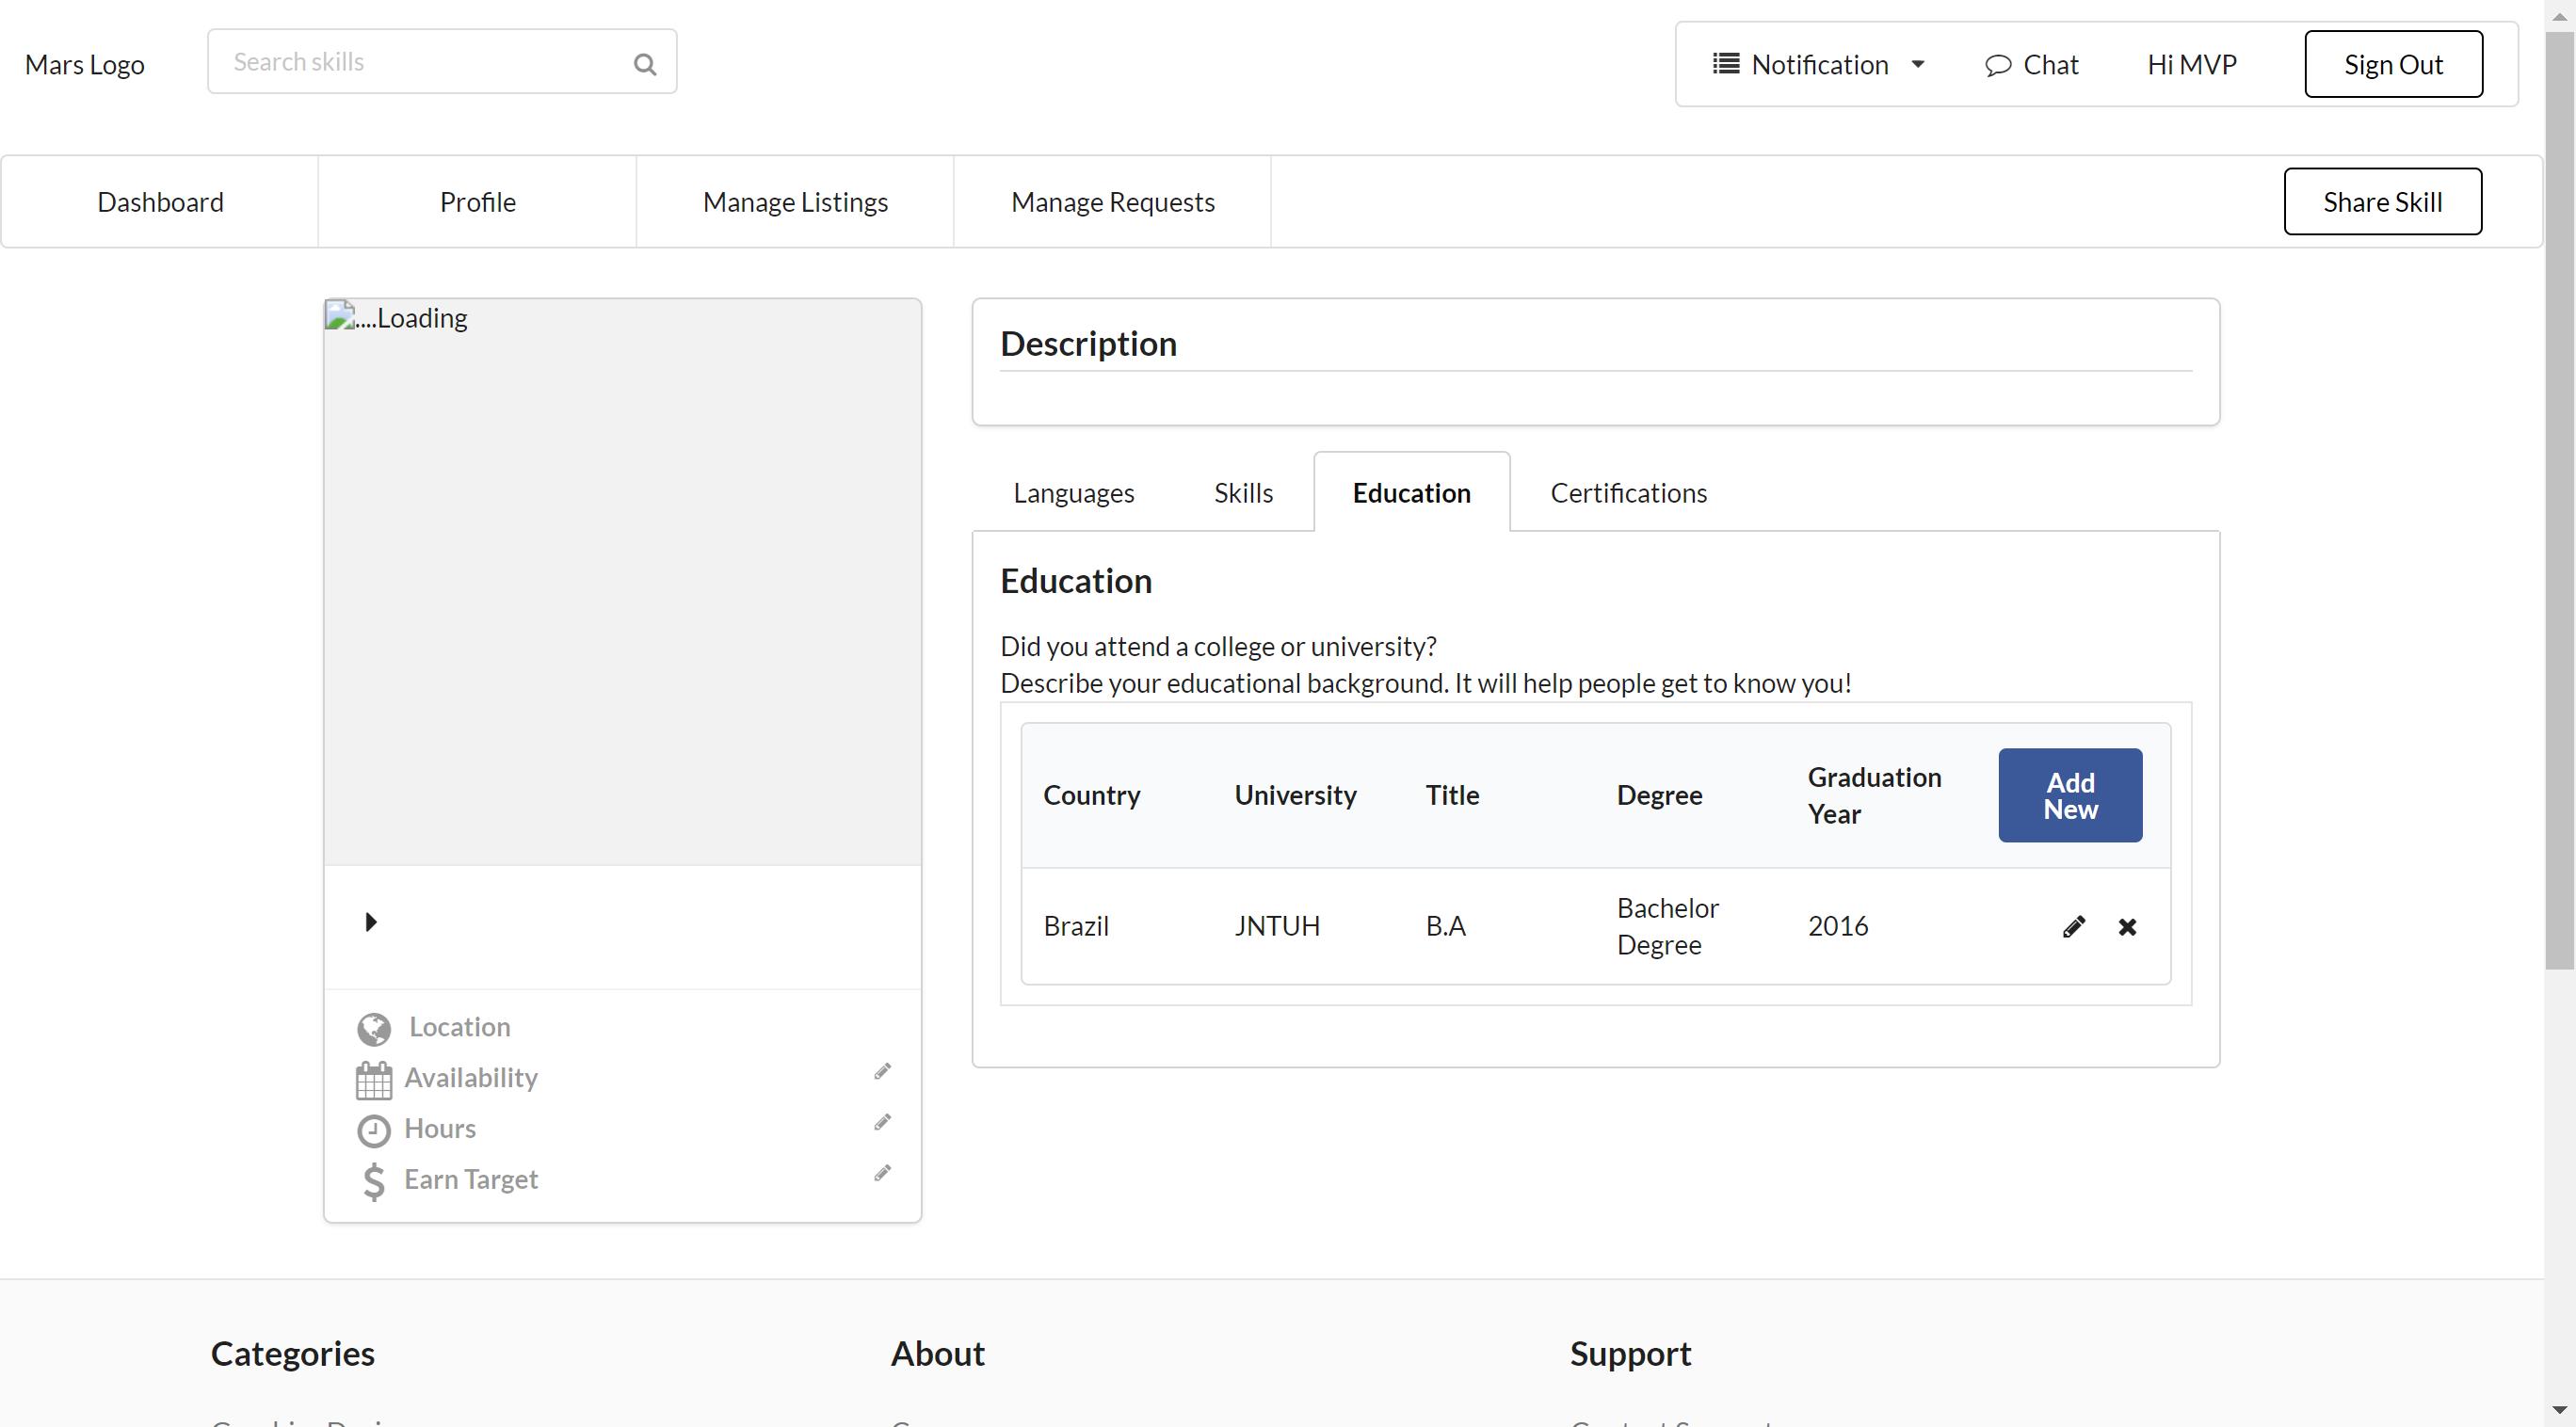 Mars Logo
Search skills
Notification
Chat
Hi MVP
Sign Out
Dashboard
Profile
Manage Listings
Manage Requests
Share Skill
....Loading
Location
Availability
Hours
Earn Target
Description
Languages
Skills
Education
Certifications
Education
Did you attend a college or university?
Describe your educational background. It will help people get to know you!
Country
University
Title
Degree
Graduation
Year
Add
New
Brazil
JNTUH
B.A
Bachelor
Degree
2016
Categories
About
Support